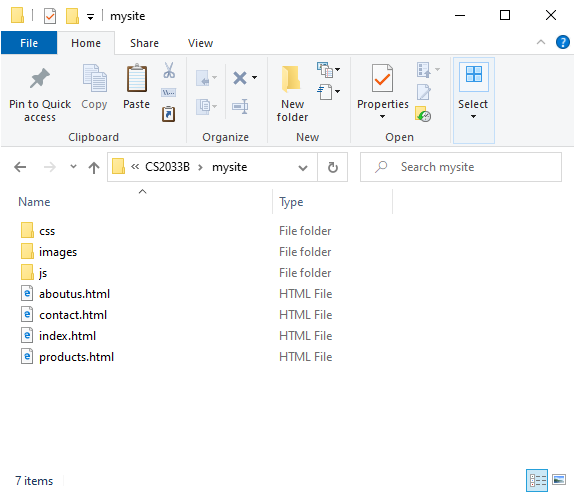 mysite
File Home Share View
Pin to Quick access
Copy
Paste
Clipboard
Organize
New folder
New
Properties
Open
Select
« CS2033B > mysite
Search mysite
Name Type
css File folder
images File folder
js File folder
aboutus.html HTML File
contact.html HTML File
index.html HTML File
products.html HTML File
7 items